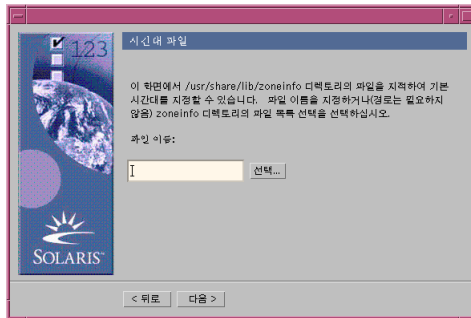 123
시간대 파일
이 화면에서 /usr/share/lib/zoneinfo 디렉토리의 파일을 지적하여 기본
시간대를 지정할 수 있습니다. 파일 이름을 지정하거나(경로는 필요하지
않음) zoneinfo 디렉토리의 파일 목록 선택을 선택하십시오.
파일 이름:
선택...
SOLARIS™
< 뒤로
다음 >